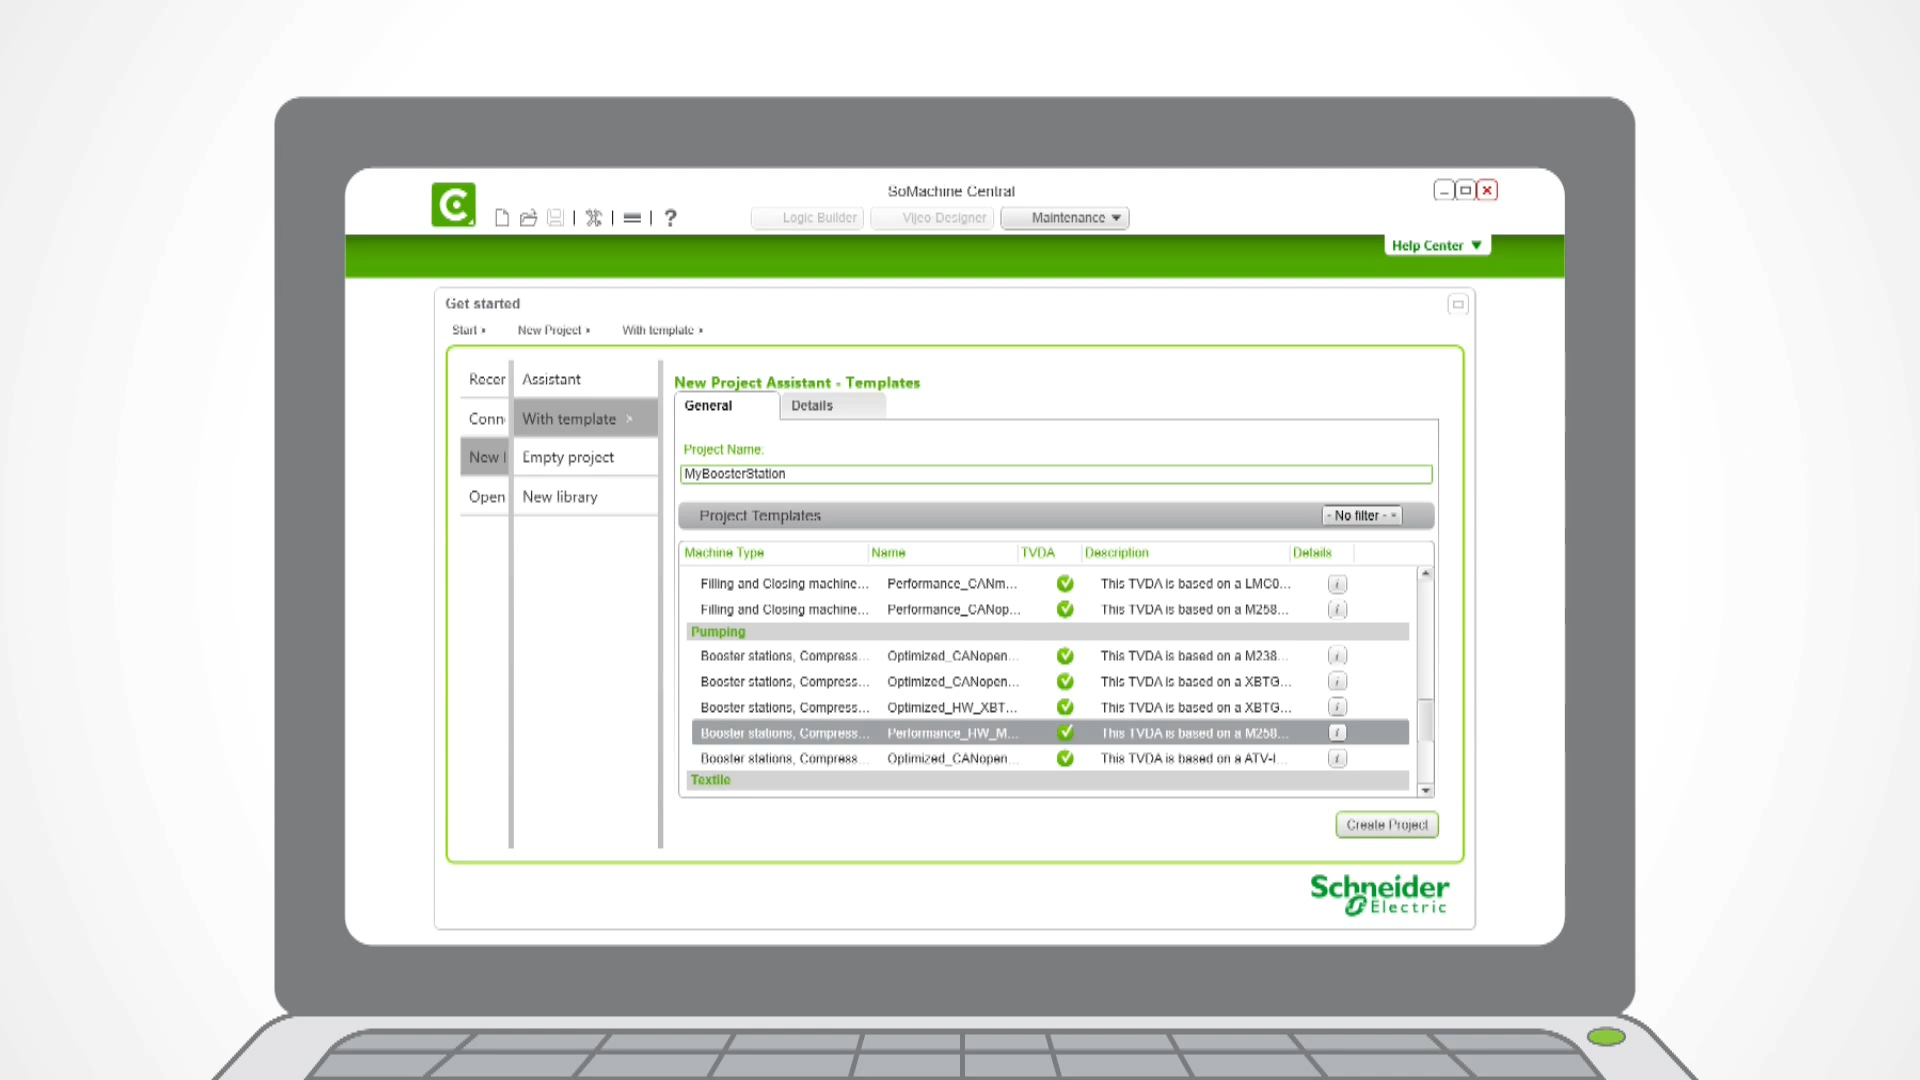 SoMachine Central
Logic Builder
Vijeo Designer
Maintenance
Help Center
Get started
Start
New Project
With template
Recer
Conn
New
Open
Assistant
With template
Empty project
New library
New Project Assistant - Templates
General
Details
Project Name:
MyBoosterStation
Project Templates
- No filter -
Machine Type Name TVDA Description Details
Filling and Closing machine... Performance_CANm... This TVDA is based on a LMC0...
Filling and Closing machine... Performance_CANop... This TVDA is based on a M258...
Pumping
Booster stations, Compress... Optimized_CANopen... This TVDA is based on a M238...
Booster stations, Compress... Optimized_CANopen... This TVDA is based on a XBTG...
Booster stations, Compress... Optimized_HW_XBT... This TVDA is based on a XBTG...
Booster stations, Compress... Performance_HW_M... This TVDA is based on a M258...
Booster stations, Compress... Optimized_CANopen... This TVDA is based on a ATV-I...
Textile
Create Project
Schneider
Electric